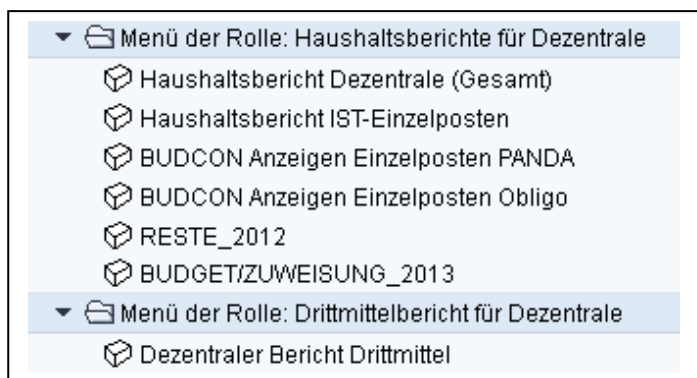 Menü der Rolle: Haushaltsberichte für Dezentrale
Haushaltsbericht Dezentrale (Gesamt)
Haushaltsbericht IST-Einzelposten
BUDCON Anzeigen Einzelposten PANDA
BUDCON Anzeigen Einzelposten Obligo
RESTE_2012
BUDGET/ZUWEISUNG_2013
Menü der Rolle: Drittmittelbericht für Dezentrale
Dezentraler Bericht Drittmittel